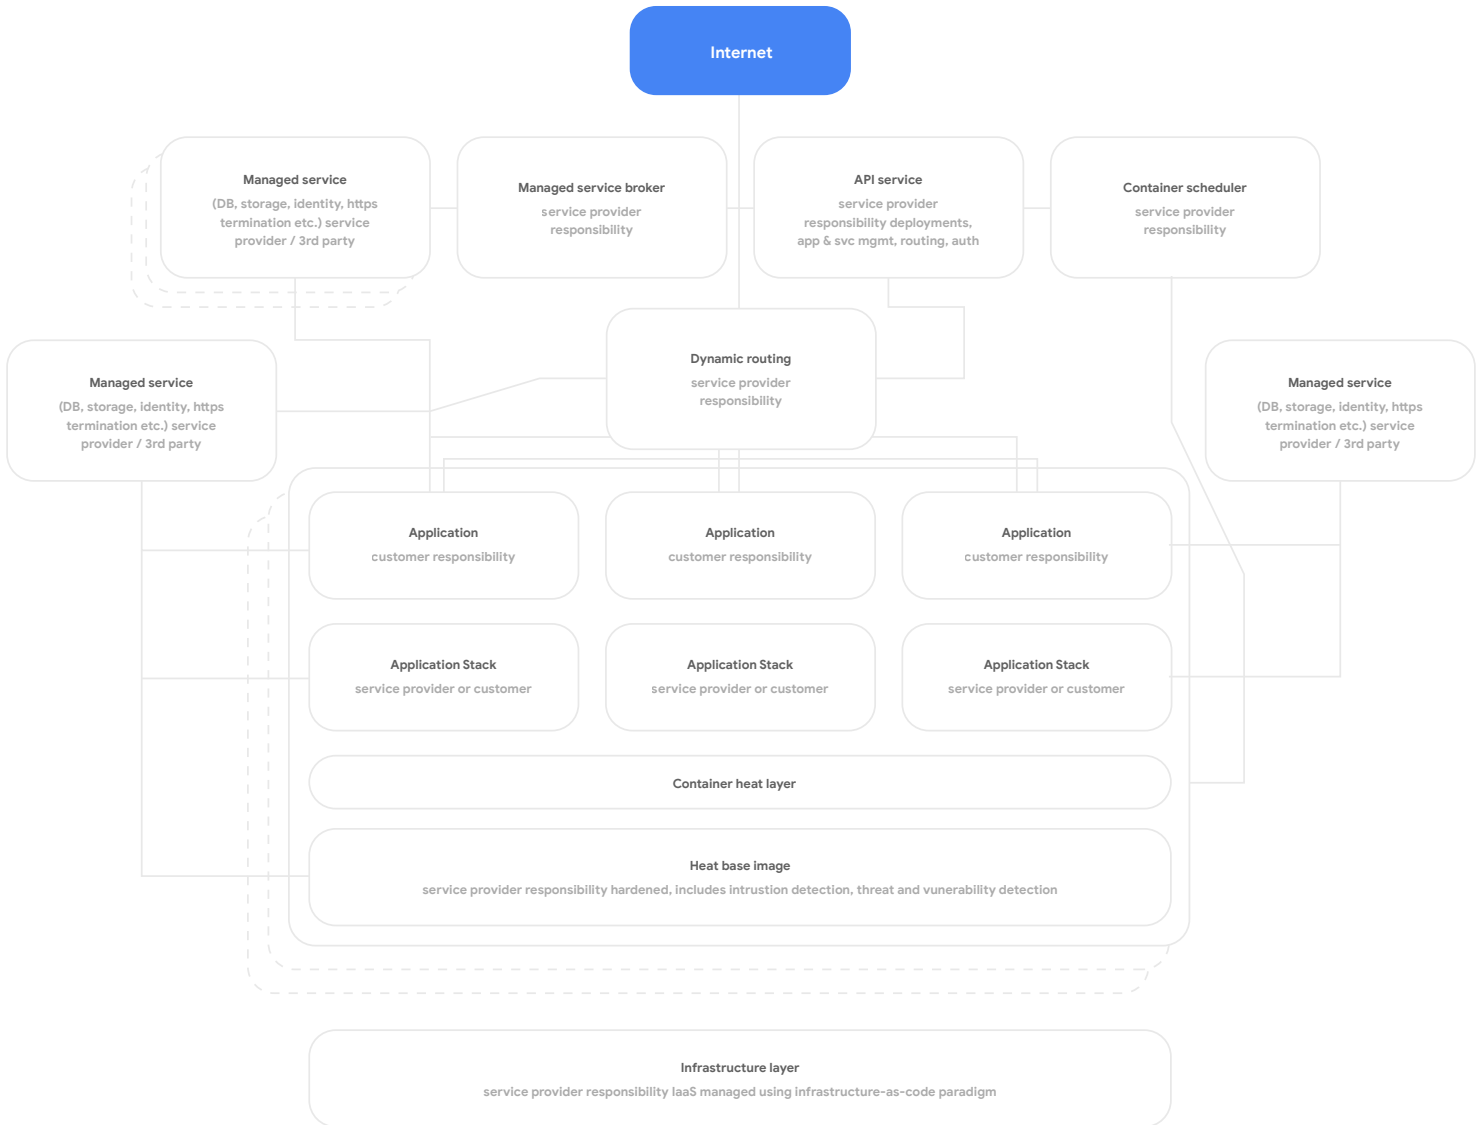 Internet
Managed service
(DB, storage, identity, https
termination etc.) service
provider / 3rd party
Managed service broker
service provider
responsibility
API service
service provider
responsibility deployments,
app & svc mgmt, routing, auth
Container scheduler
service provider
responsibility
Managed service
(DB, storage, identity, https
termination etc.) service
provider / 3rd party
Dynamic routing
service provider
responsibility
Managed service
(DB, storage, identity, https
termination etc.) service
provider / 3rd party
Application
customer responsibility
Application
customer responsibility
Application
customer responsibility
Application Stack
service provider or customer
Application Stack
service provider or customer
Application Stack
service provider or customer
Container heat layer
Heat base image
service provider responsibility hardened, includes intrustion detection, threat and vunerability detection
Infrastructure layer
service provider responsibility IaaS managed using infrastructure-as-code paradigm